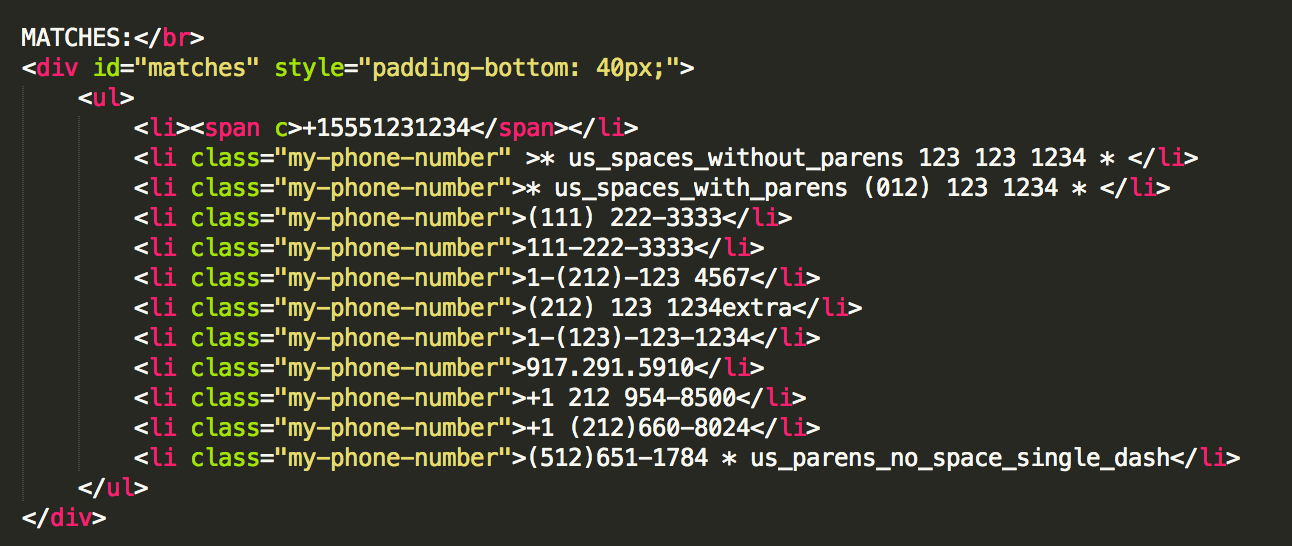 MATCHES:</br>
<div id="matches" style="padding-bottom: 40px;">
    <ul>
        <li><span c>+15551231234</span></li>
        <li class="my-phone-number" >* us_spaces_without_parens 123 123 1234 * </li>
        <li class="my-phone-number">* us_spaces_with_parens (012) 123 1234 * </li>
        <li class="my-phone-number">(111) 222-3333</li>
        <li class="my-phone-number">111-222-3333</li>
        <li class="my-phone-number">1-(212)-123 4567</li>
        <li class="my-phone-number">(212) 123 1234extra</li>
        <li class="my-phone-number">1-(123)-123-1234</li>
        <li class="my-phone-number">917.291.5910</li>
        <li class="my-phone-number">+1 212 954-8500</li>
        <li class="my-phone-number">+1 (212)660-8024</li>
        <li class="my-phone-number">(512)651-1784 * us_parens_no_space_single_dash</li>
    </ul>
</div>